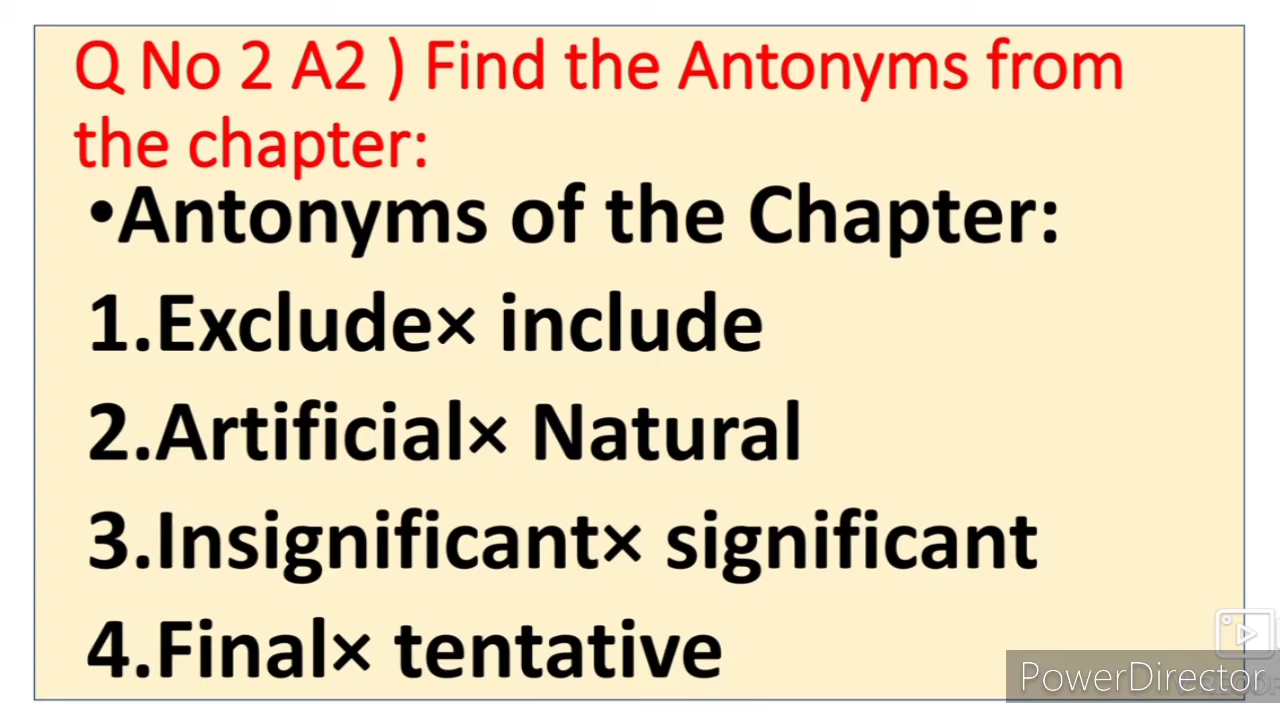 Q No 2 A2 ) Find the Antonyms from
the chapter:
•Antonyms of the Chapter:
1.Exclude× include
2.Artificial× Natural
3.Insignificant× significant
4.Final× tentative
PowerDirector